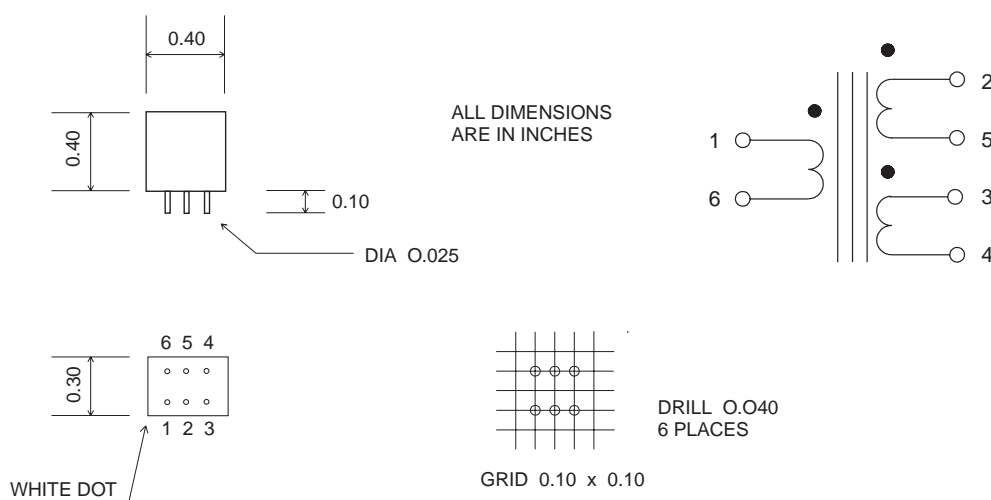 0.40
0.40
0.10
DIA O.025
ALL DIMENSIONS
ARE IN INCHES
1
6
2
5
3
4
6 5 4
0.30
1 2 3
WHITE DOT
GRID 0.10 x 0.10
DRILL O.O40
6 PLACES